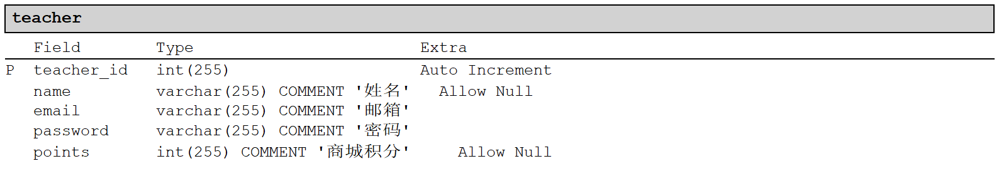 teacher
Field Type Extra
P teacher_id int(255) Auto Increment
name varchar(255) COMMENT '姓名' Allow Null
email varchar(255) COMMENT '邮箱'
password varchar(255) COMMENT '密码'
points int(255) COMMENT '商城积分' Allow Null